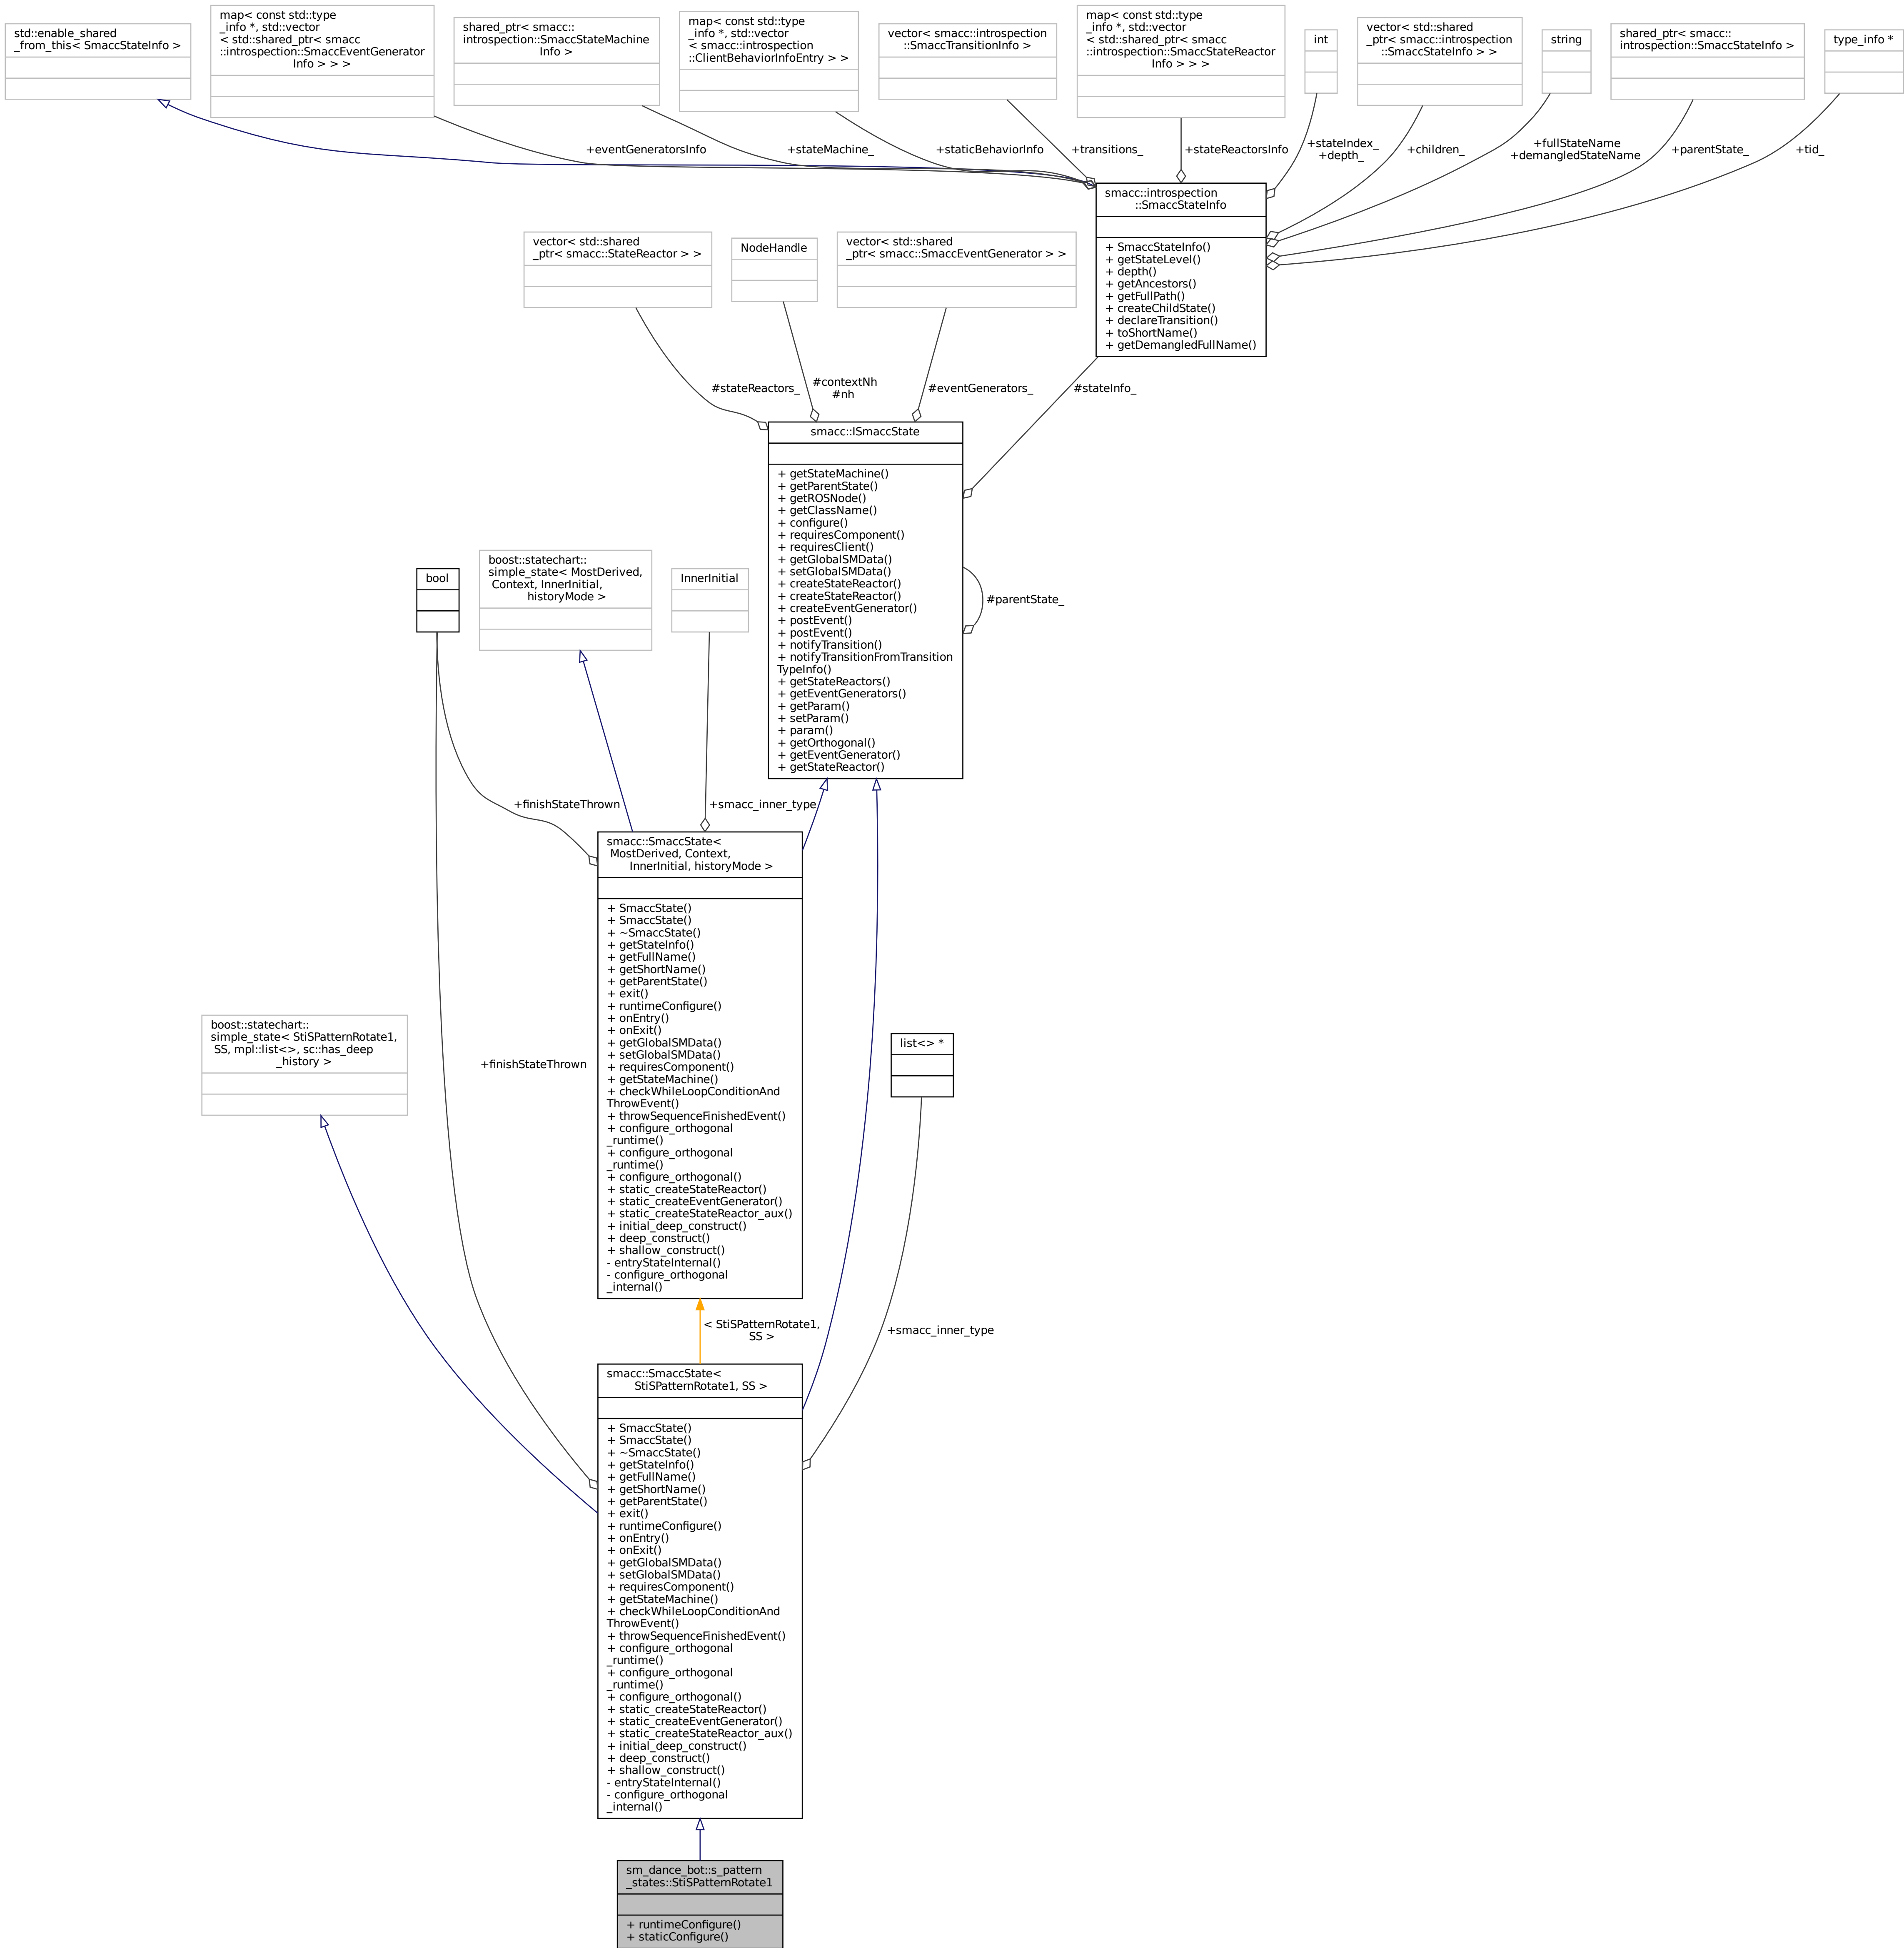 std::enable_shared
_from_this< SmaccStateInfo >
map< const std::type
_info *, std::vector
< std::shared_ptr< smacc
::introspection::SmaccEventGenerator
Info > > >
shared_ptr< smacc::
introspection::SmaccStateMachine
Info >
map< const std::type
_info *, std::vector
< smacc::introspection
::ClientBehaviorInfoEntry > >
vector< smacc::introspection
::SmaccTransitionInfo >
map< const std::type
_info *, std::vector
< std::shared_ptr< smacc
::introspection::SmaccStateReactor
Info > > >
int
vector< std::shared
_ptr< smacc::introspection
::SmaccStateInfo > >
string
shared_ptr< smacc::
introspection::SmaccStateInfo >
type_info *
+eventGeneratorsInfo
+stateMachine_
+staticBehaviorInfo
+transitions_
+stateReactorsInfo
+stateIndex_
+depth_
+children_
+fullStateName
+demangledStateName
+parentState_
+tid_
smacc::introspection
::SmaccStateInfo
+ SmaccStateInfo()
+ getStateLevel()
+ depth()
+ getAncestors()
+ getFullPath()
+ createChildState()
+ declareTransition()
+ toShortName()
+ getDemangledFullName()
vector< std::shared
_ptr< smacc::StateReactor > >
NodeHandle
vector< std::shared
_ptr< smacc::SmaccEventGenerator > >
#stateReactors_
#contextNh
#nh
#eventGenerators_
#stateInfo_
smacc::ISmaccState
+ getStateMachine()
+ getParentState()
+ getROSNode()
+ getClassName()
+ configure()
+ requiresComponent()
+ requiresClient()
+ getGlobalSMData()
+ setGlobalSMData()
+ createStateReactor()
+ createStateReactor()
+ createEventGenerator()
+ postEvent()
+ postEvent()
+ notifyTransition()
+ notifyTransitionFromTransition
TypeInfo()
+ getStateReactors()
+ getEventGenerators()
+ getParam()
+ setParam()
+ param()
+ getOrthogonal()
+ getEventGenerator()
+ getStateReactor()
#parentState_
bool
boost::statechart::
simple_state< MostDerived,
Context, InnerInitial,
historyMode >
InnerInitial
+finishStateThrown
+smacc_inner_type
smacc::SmaccState<
MostDerived, Context,
InnerInitial, historyMode >
+ SmaccState()
+ SmaccState()
+ ~SmaccState()
+ getStateInfo()
+ getFullName()
+ getShortName()
+ getParentState()
+ exit()
+ runtimeConfigure()
+ onEntry()
+ onExit()
+ getGlobalSMData()
+ setGlobalSMData()
+ requiresComponent()
+ getStateMachine()
+ checkWhileLoopConditionAnd
ThrowEvent()
+ throwSequenceFinishedEvent()
+ configure_orthogonal
_runtime()
+ configure_orthogonal
_runtime()
+ configure_orthogonal()
+ static_createStateReactor()
+ static_createEventGenerator()
+ static_createStateReactor_aux()
+ initial_deep_construct()
+ deep_construct()
+ shallow_construct()
- entryStateInternal()
- configure_orthogonal
_internal()
boost::statechart::
simple_state< StiSPatternRotate1,
SS, mpl::list<>, sc::has_deep
_history >
+finishStateThrown
list<> *
< StiSPatternRotate1,
SS >
+smacc_inner_type
smacc::SmaccState<
StiSPatternRotate1, SS >
+ SmaccState()
+ SmaccState()
+ ~SmaccState()
+ getStateInfo()
+ getFullName()
+ getShortName()
+ getParentState()
+ exit()
+ runtimeConfigure()
+ onEntry()
+ onExit()
+ getGlobalSMData()
+ setGlobalSMData()
+ requiresComponent()
+ getStateMachine()
+ checkWhileLoopConditionAnd
ThrowEvent()
+ throwSequenceFinishedEvent()
+ configure_orthogonal
_runtime()
+ configure_orthogonal
_runtime()
+ configure_orthogonal()
+ static_createStateReactor()
+ static_createEventGenerator()
+ static_createStateReactor_aux()
+ initial_deep_construct()
+ deep_construct()
+ shallow_construct()
- entryStateInternal()
- configure_orthogonal
_internal()
sm_dance_bot::s_pattern
_states::StiSPatternRotate1
+ runtimeConfigure()
+ staticConfigure()